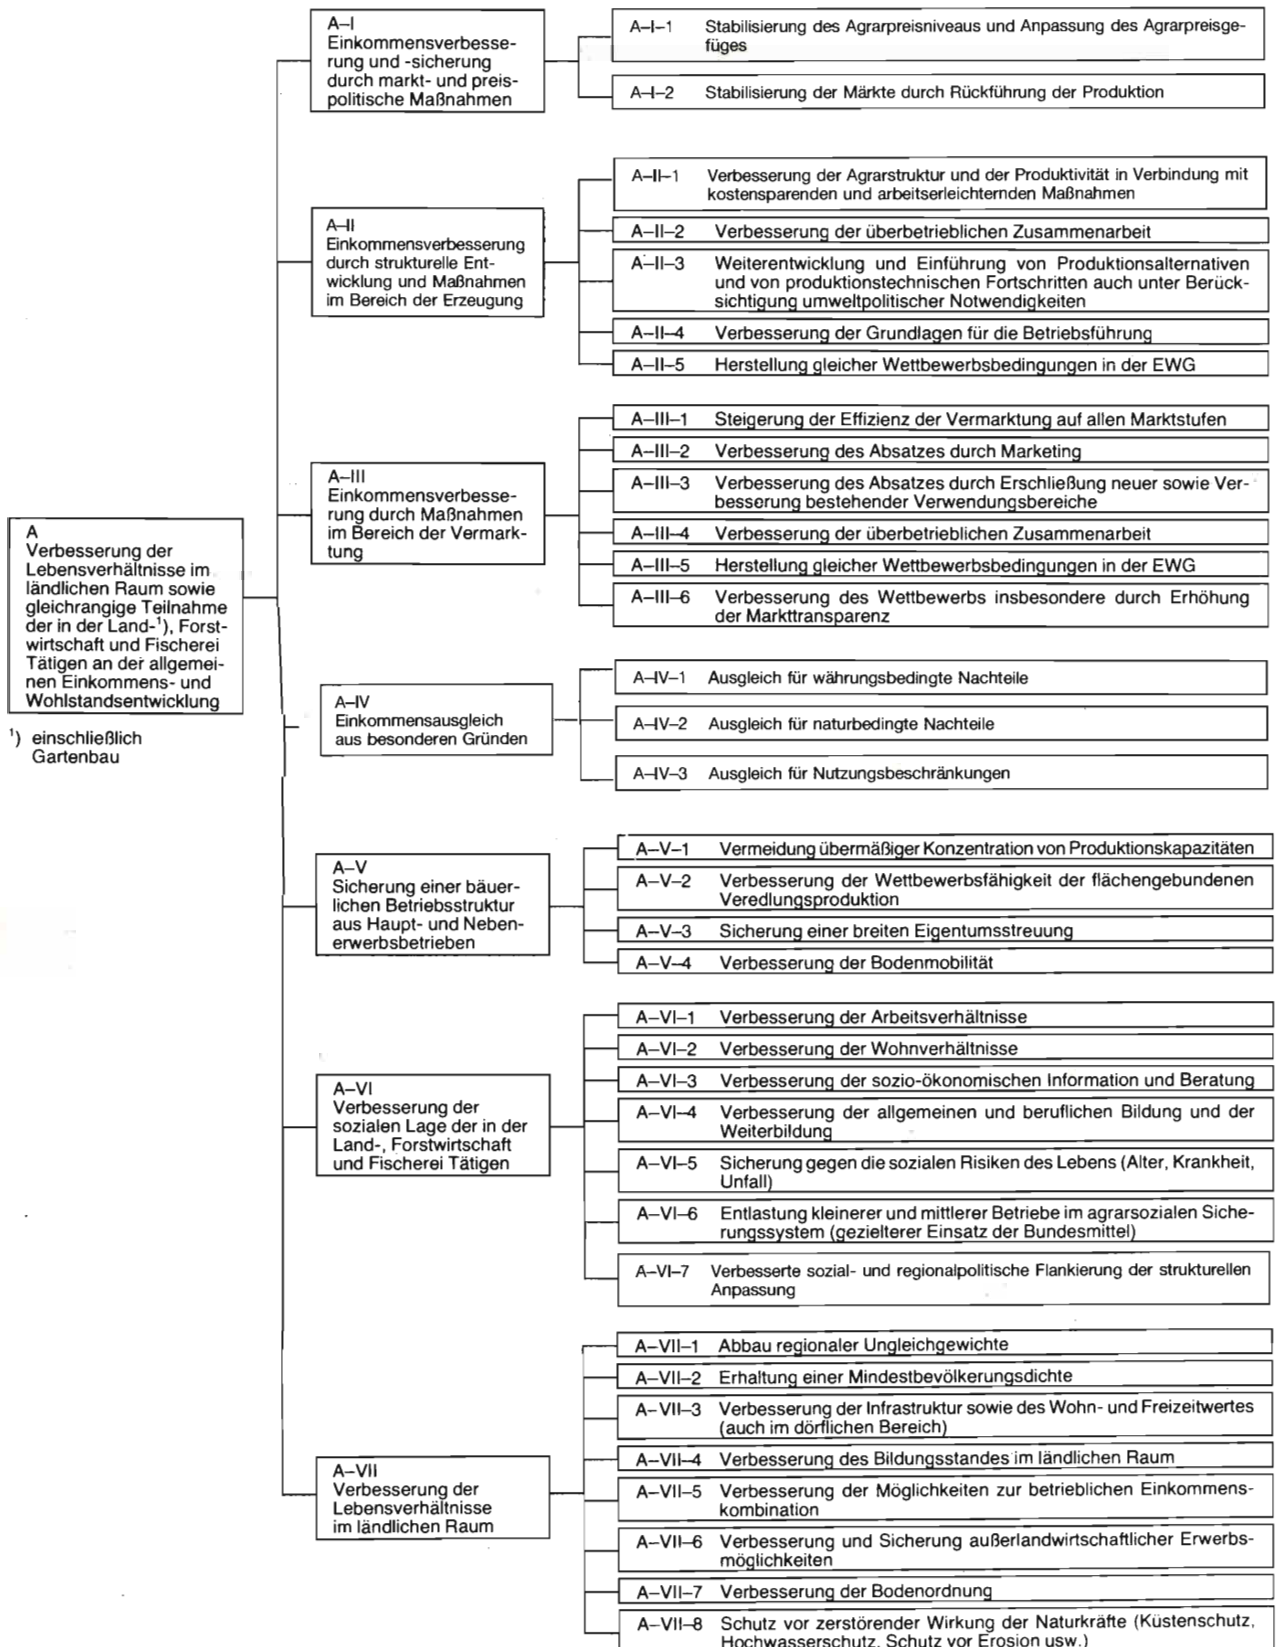 A
Verbesserung der
Lebensverhältnisse im
ländlichen Raum sowie
gleichrangige Teilnahme
der in der Land-¹), Forst-
wirtschaft und Fischerei
Tätigen an der allgemei-
nen Einkommens- und
Wohlstandsentwicklung
¹) einschließlich
Gartenbau
A–I
Einkommensverbesse-
rung und -sicherung
durch markt- und preis-
politische Maßnahmen
A–I–1 Stabilisierung des Agrarpreisniveaus und Anpassung des Agrarpreisge-
füges
A–I–2 Stabilisierung der Märkte durch Rückführung der Produktion
A–II
Einkommensverbesserung
durch strukturelle Ent-
wicklung und Maßnahmen
im Bereich der Erzeugung
A–II–1 Verbesserung der Agrarstruktur und der Produktivität in Verbindung mit
kostensparenden und arbeitserleichternden Maßnahmen
A–II–2 Verbesserung der überbetrieblichen Zusammenarbeit
A–II–3 Weiterentwicklung und Einführung von Produktionsalternativen
und von produktionstechnischen Fortschritten auch unter Berück-
sichtigung umweltpolitischer Notwendigkeiten
A–II–4 Verbesserung der Grundlagen für die Betriebsführung
A–II–5 Herstellung gleicher Wettbewerbsbedingungen in der EWG
A–III
Einkommensverbesse-
rung durch Maßnahmen
im Bereich der Vermark-
tung
A–III–1 Steigerung der Effizienz der Vermarktung auf allen Marktstufen
A–III–2 Verbesserung des Absatzes durch Marketing
A–III–3 Verbesserung des Absatzes durch Erschließung neuer sowie Ver-
besserung bestehender Verwendungsbereiche
A–III–4 Verbesserung der überbetrieblichen Zusammenarbeit
A–III–5 Herstellung gleicher Wettbewerbsbedingungen in der EWG
A–III–6 Verbesserung des Wettbewerbs insbesondere durch Erhöhung
der Markttransparenz
A–IV
Einkommensausgleich
aus besonderen Gründen
A–IV–1 Ausgleich für währungsbedingte Nachteile
A–IV–2 Ausgleich für naturbedingte Nachteile
A–IV–3 Ausgleich für Nutzungsbeschränkungen
A–V
Sicherung einer bäuer-
lichen Betriebsstruktur
aus Haupt- und Neben-
erwerbsbetrieben
A–V–1 Vermeidung übermäßiger Konzentration von Produktionskapazitäten
A–V–2 Verbesserung der Wettbewerbsfähigkeit der flächengebundenen
Veredlungsproduktion
A–V–3 Sicherung einer breiten Eigentumsstreuung
A–V–4 Verbesserung der Bodenmobilität
A–VI
Verbesserung der
sozialen Lage der in der
Land-, Forstwirtschaft
und Fischerei Tätigen
A–VI–1 Verbesserung der Arbeitsverhältnisse
A–VI–2 Verbesserung der Wohnverhältnisse
A–VI–3 Verbesserung der sozio-ökonomischen Information und Beratung
A–VI–4 Verbesserung der allgemeinen und beruflichen Bildung und der
Weiterbildung
A–VI–5 Sicherung gegen die sozialen Risiken des Lebens (Alter, Krankheit,
Unfall)
A–VI–6 Entlastung kleinerer und mittlerer Betriebe im agrarsozialen Siche-
rungssystem (gezielterer Einsatz der Bundesmittel)
A–VI–7 Verbesserte sozial- und regionalpolitische Flankierung der strukturellen
Anpassung
A–VII
Verbesserung der
Lebensverhältnisse
im ländlichen Raum
A–VII–1 Abbau regionaler Ungleichgewichte
A–VII–2 Erhaltung einer Mindestbevölkerungsdichte
A–VII–3 Verbesserung der Infrastruktur sowie des Wohn- und Freizeitwertes
(auch im dörflichen Bereich)
A–VII–4 Verbesserung des Bildungsstandes im ländlichen Raum
A–VII–5 Verbesserung der Möglichkeiten zur betrieblichen Einkommens-
kombination
A–VII–6 Verbesserung und Sicherung außerlandwirtschaftlicher Erwerbs-
möglichkeiten
A–VII–7 Verbesserung der Bodenordnung
A–VII–8 Schutz vor zerstörender Wirkung der Naturkräfte (Küstenschutz,
Hochwasserschutz, Schutz vor Erosion usw.)